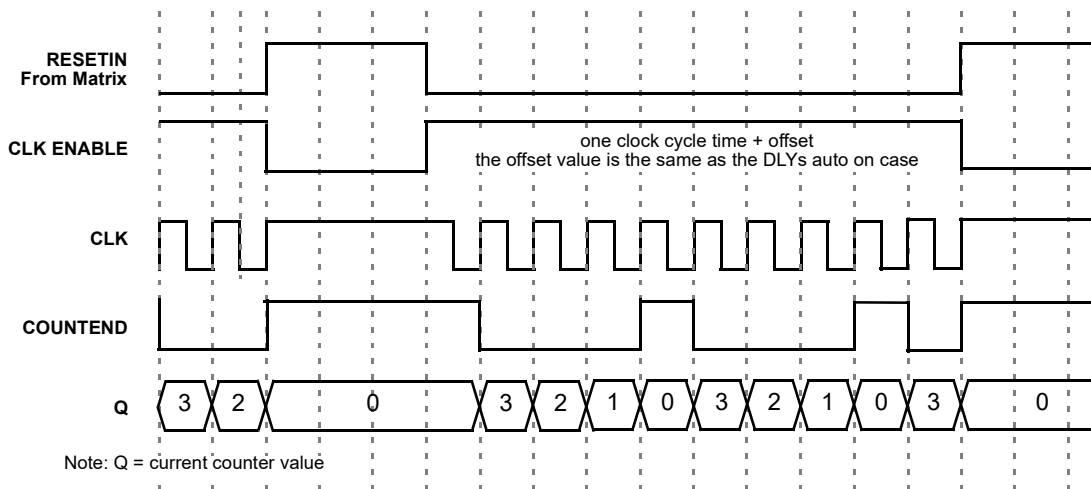 RESETIN
From Matrix
CLK ENABLE
one clock cycle time + offset
the offset value is the same as the DLYs auto on case
CLK
COUNTEND
Q
3 2 0 3 2 1 0 3 2 1 0 3 0
Note: Q = current counter value